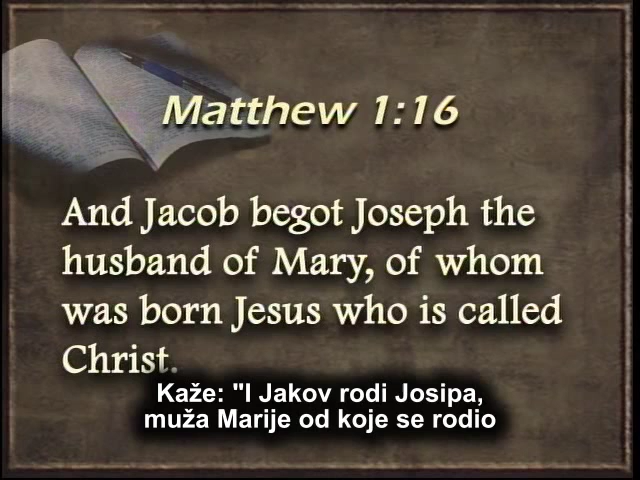 Matthew 1:16
And Jacob begot Joseph the
husband of Mary, of whom
was born Jesus who is called
Christ.
Kaže: "I Jakov rodi Josipa,
muža Marije od koje se rodio